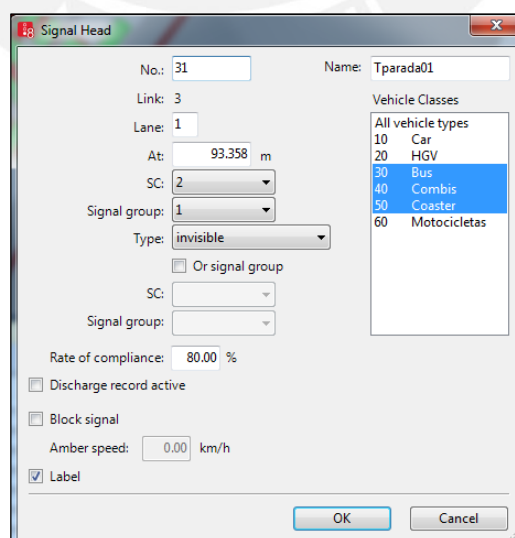 Signal Head
No.: 31 Name: Tparada01
Link: 3 Vehicle Classes
Lane: 1 All vehicle types
10 Car
At: 93.358 m 20 HGV
SC: 2 30 Bus
40 Combis
Signal group: 1 50 Coaster
60 Motocicletas
Type: invisible
Or signal group
SC:
Signal group:
Rate of compliance: 80.00 %
Discharge record active
Block signal
Amber speed: 0.00 km/h
Label
OK Cancel